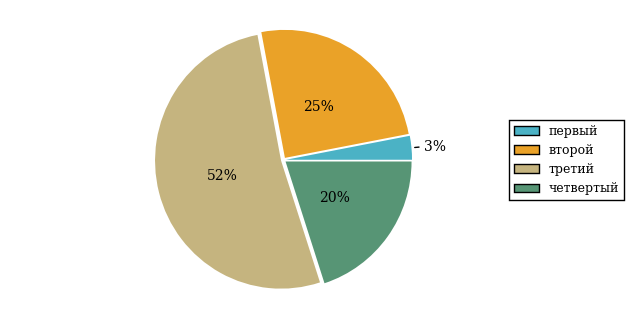 25%
3%
52%
20%
первый
второй
третий
четвертый